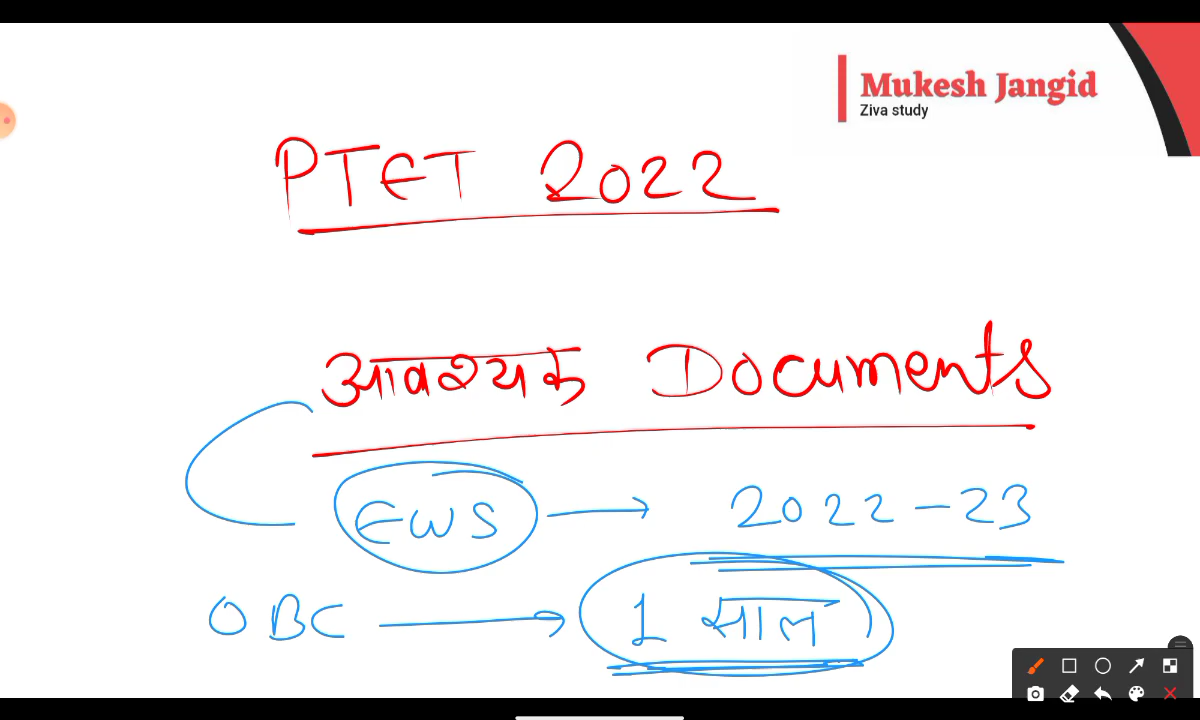 Mukesh Jangid
Ziva study
PTET 2022
आवश्यक Documents
EWS → 2022-23
OBC → 1 साल